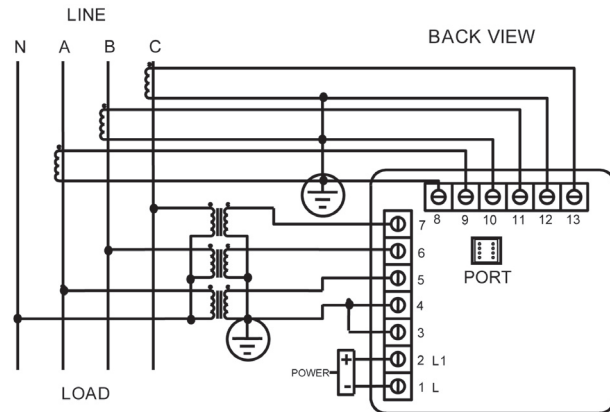 LINE
N A B C
BACK VIEW
8 9 10 11 12 13
7
6
PORT
5
4
3
POWER + 2 L1
- 1 L
LOAD